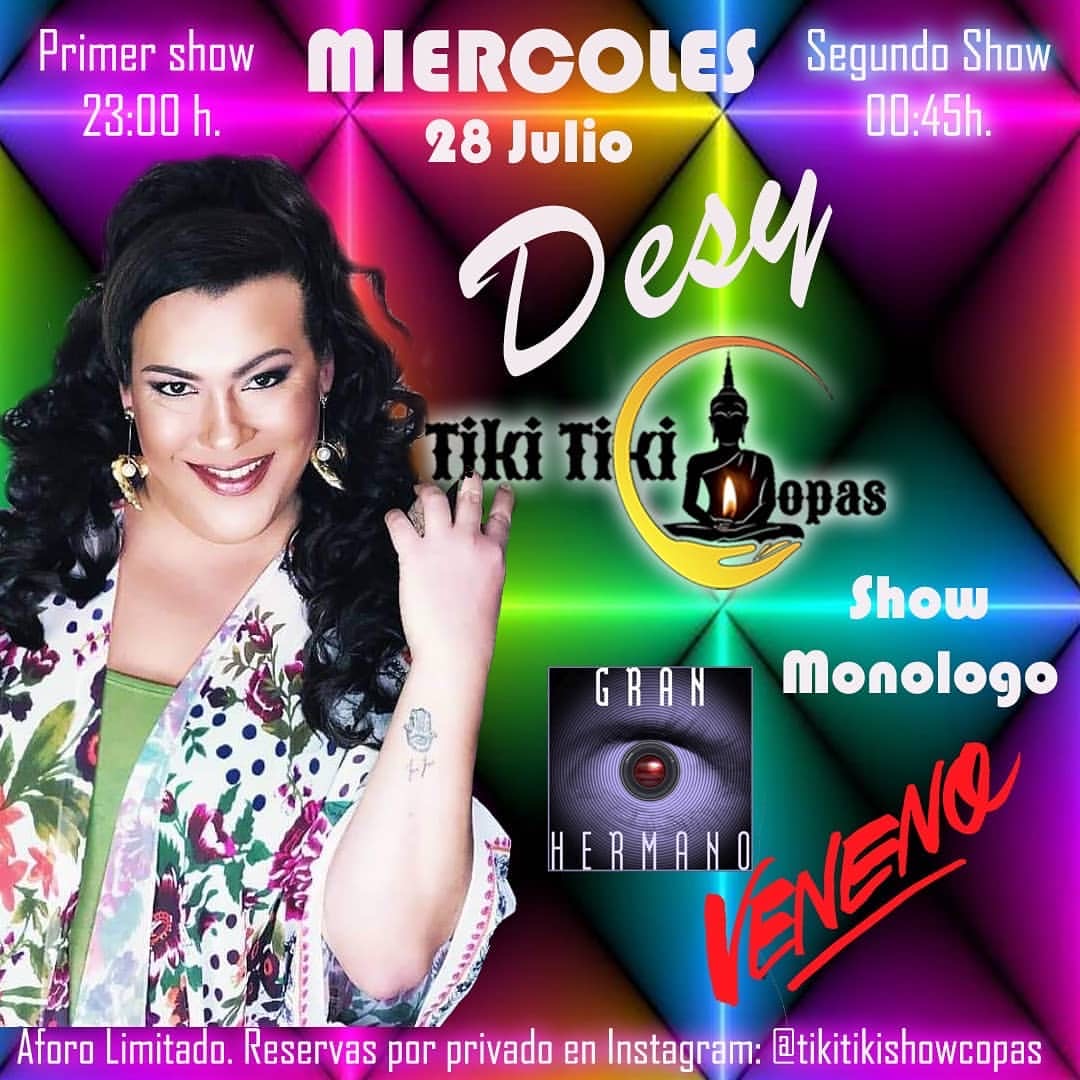 Primer show
23:00 h.
MIERCOLES
28 Julio
Segundo Show
00:45h.
Desy
Tiki Tiki Copas
Show
Monologo
GRAN
HERMANO
VENENO
Aforo Limitado. Reservas por privado en Instagram: @tikitikishowcopas